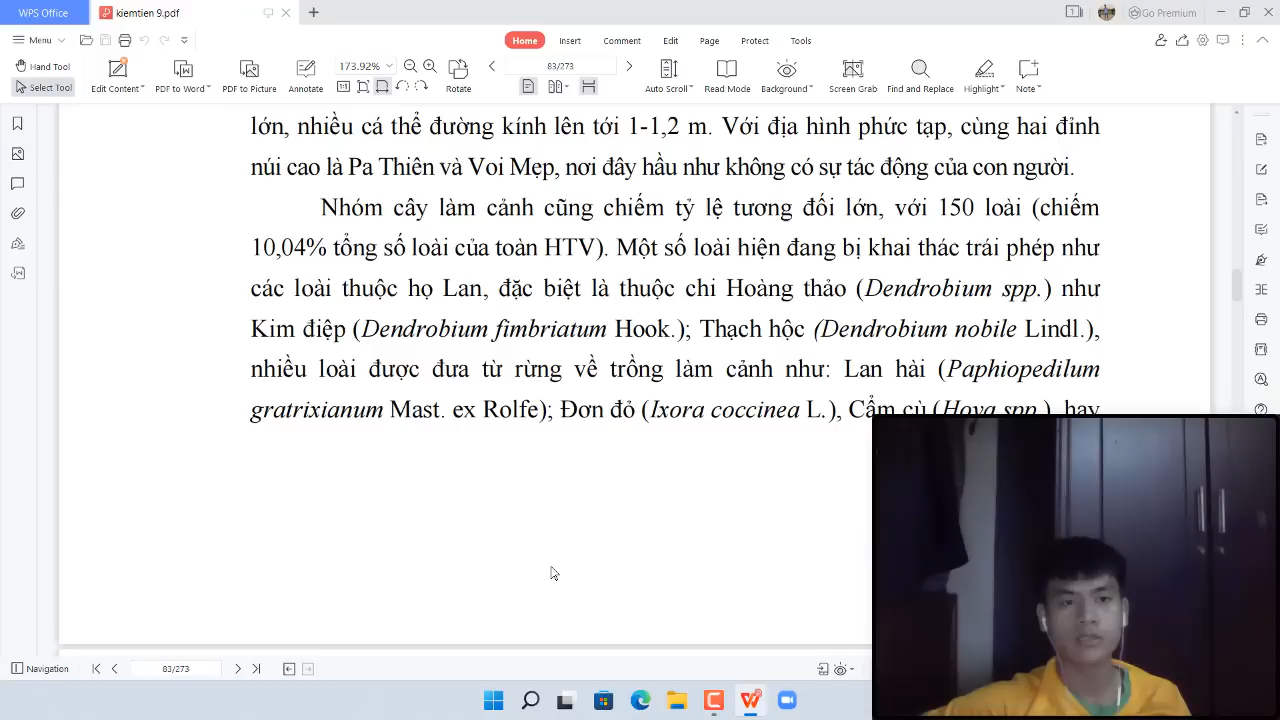 WPS Office kiemtien 9.pdf 1 Go Premium
Menu Home Insert Comment Edit Page Protect Tools
Hand Tool 173.92% 83/273
Select Tool Edit Content PDF to Word PDF to Picture Annotate Rotate Auto Scroll Read Mode Background Screen Grab Find and Replace Highlight Note
lớn, nhiều cá thể đường kính lên tới 1-1,2 m. Với địa hình phức tạp, cùng hai đỉnh
núi cao là Pa Thiên và Voi Mẹp, nơi đây hầu như không có sự tác động của con người.
Nhóm cây làm cảnh cũng chiếm tỷ lệ tương đối lớn, với 150 loài (chiếm
10,04% tổng số loài của toàn HTV). Một số loài hiện đang bị khai thác trái phép như
các loài thuộc họ Lan, đặc biệt là thuộc chi Hoàng thảo (Dendrobium spp.) như
Kim điệp (Dendrobium fimbriatum Hook.); Thạch hộc (Dendrobium nobile Lindl.),
nhiều loài được đưa từ rừng về trồng làm cảnh như: Lan hài (Paphiopedilum
gratrixianum Mast. ex Rolfe); Đơn đỏ (Ixora coccinea L.), Cẩm cù (Hoya spp.), hay
Navigation 83/273